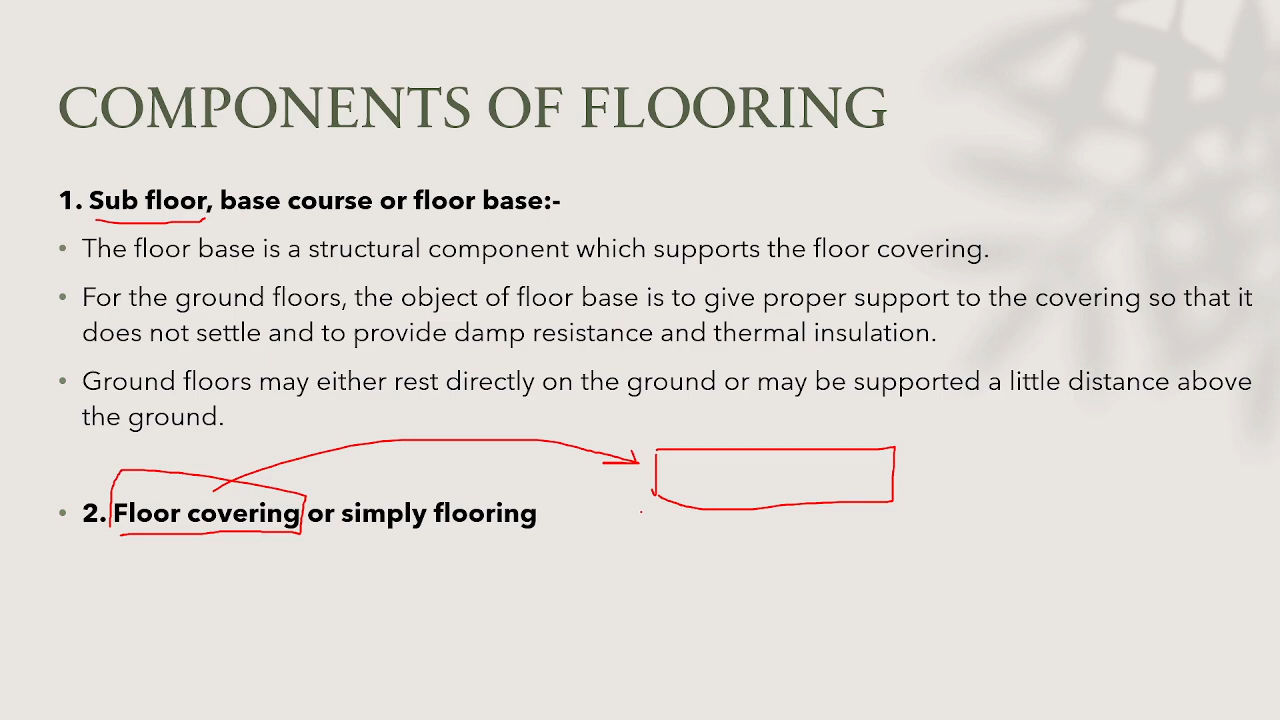 COMPONENTS OF FLOORING
1. Sub floor, base course or floor base:-
• The floor base is a structural component which supports the floor covering.
• For the ground floors, the object of floor base is to give proper support to the covering so that it
does not settle and to provide damp resistance and thermal insulation.
• Ground floors may either rest directly on the ground or may be supported a little distance above
the ground.
• 2. Floor covering or simply flooring